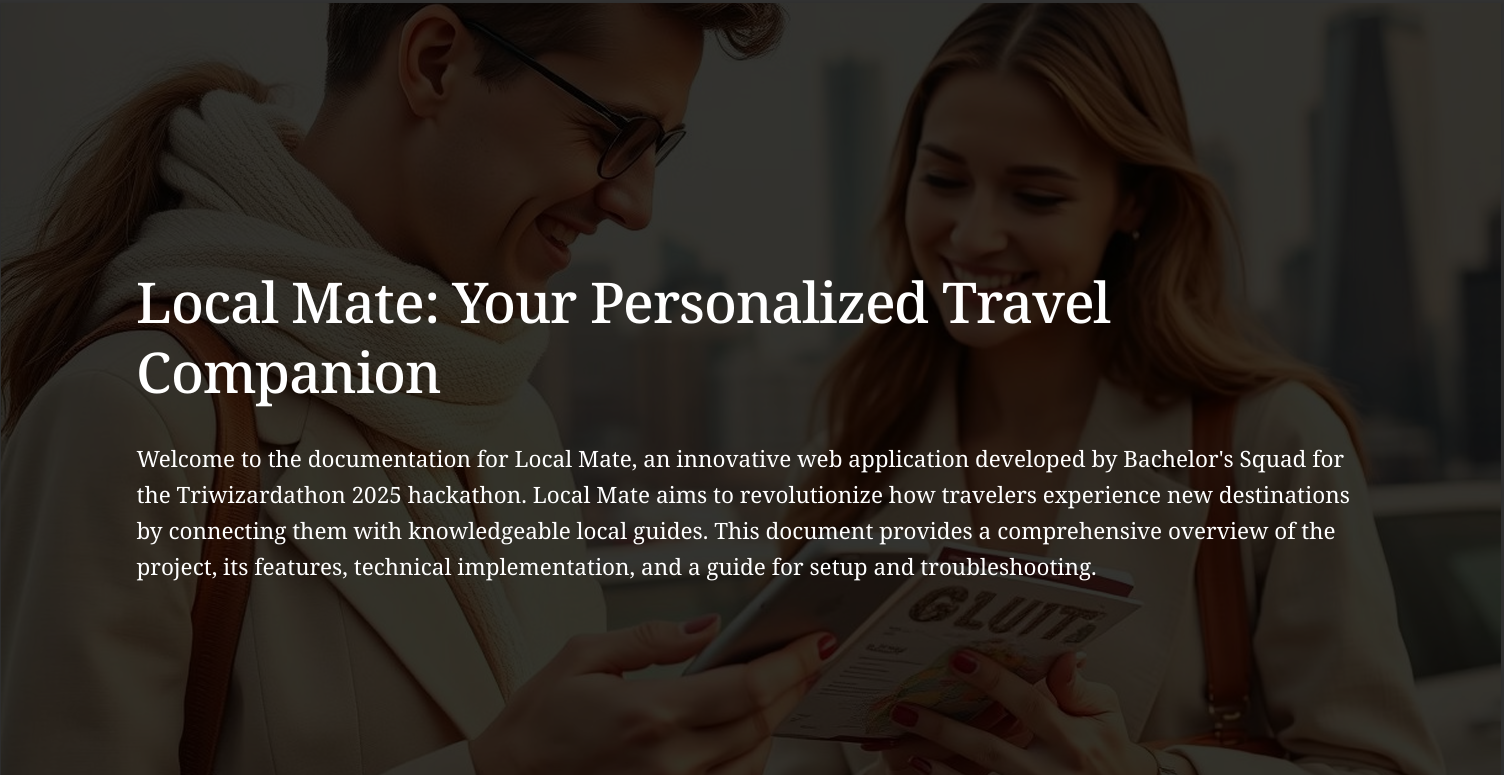 Local Mate: Your Personalized Travel
Companion
Welcome to the documentation for Local Mate, an innovative web application developed by Bachelor's Squad for
the Triwizardathon 2025 hackathon. Local Mate aims to revolutionize how travelers experience new destinations
by connecting them with knowledgeable local guides. This document provides a comprehensive overview of the
project, its features, technical implementation, and a guide for setup and troubleshooting.